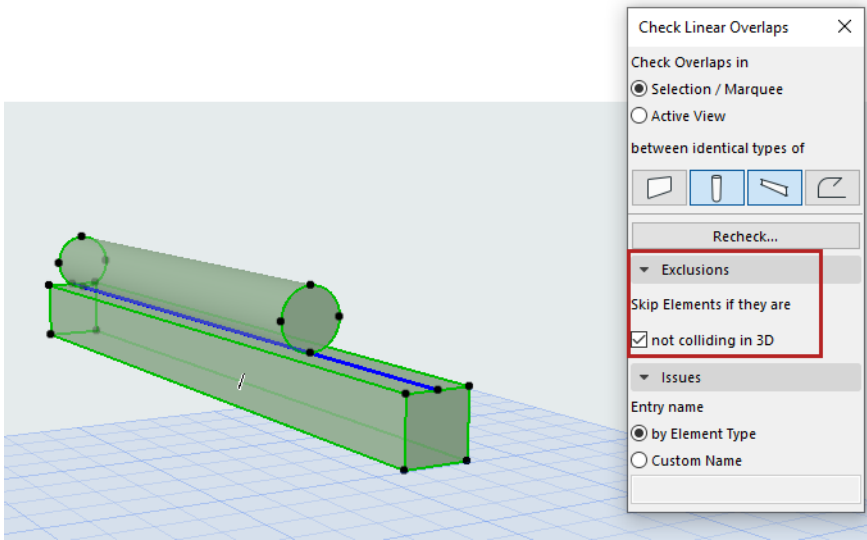 Check Linear Overlaps
Check Overlaps in
Selection / Marquee
Active View
between identical types of
Recheck...
Exclusions
Skip Elements if they are
not colliding in 3D
Issues
Entry name
by Element Type
Custom Name